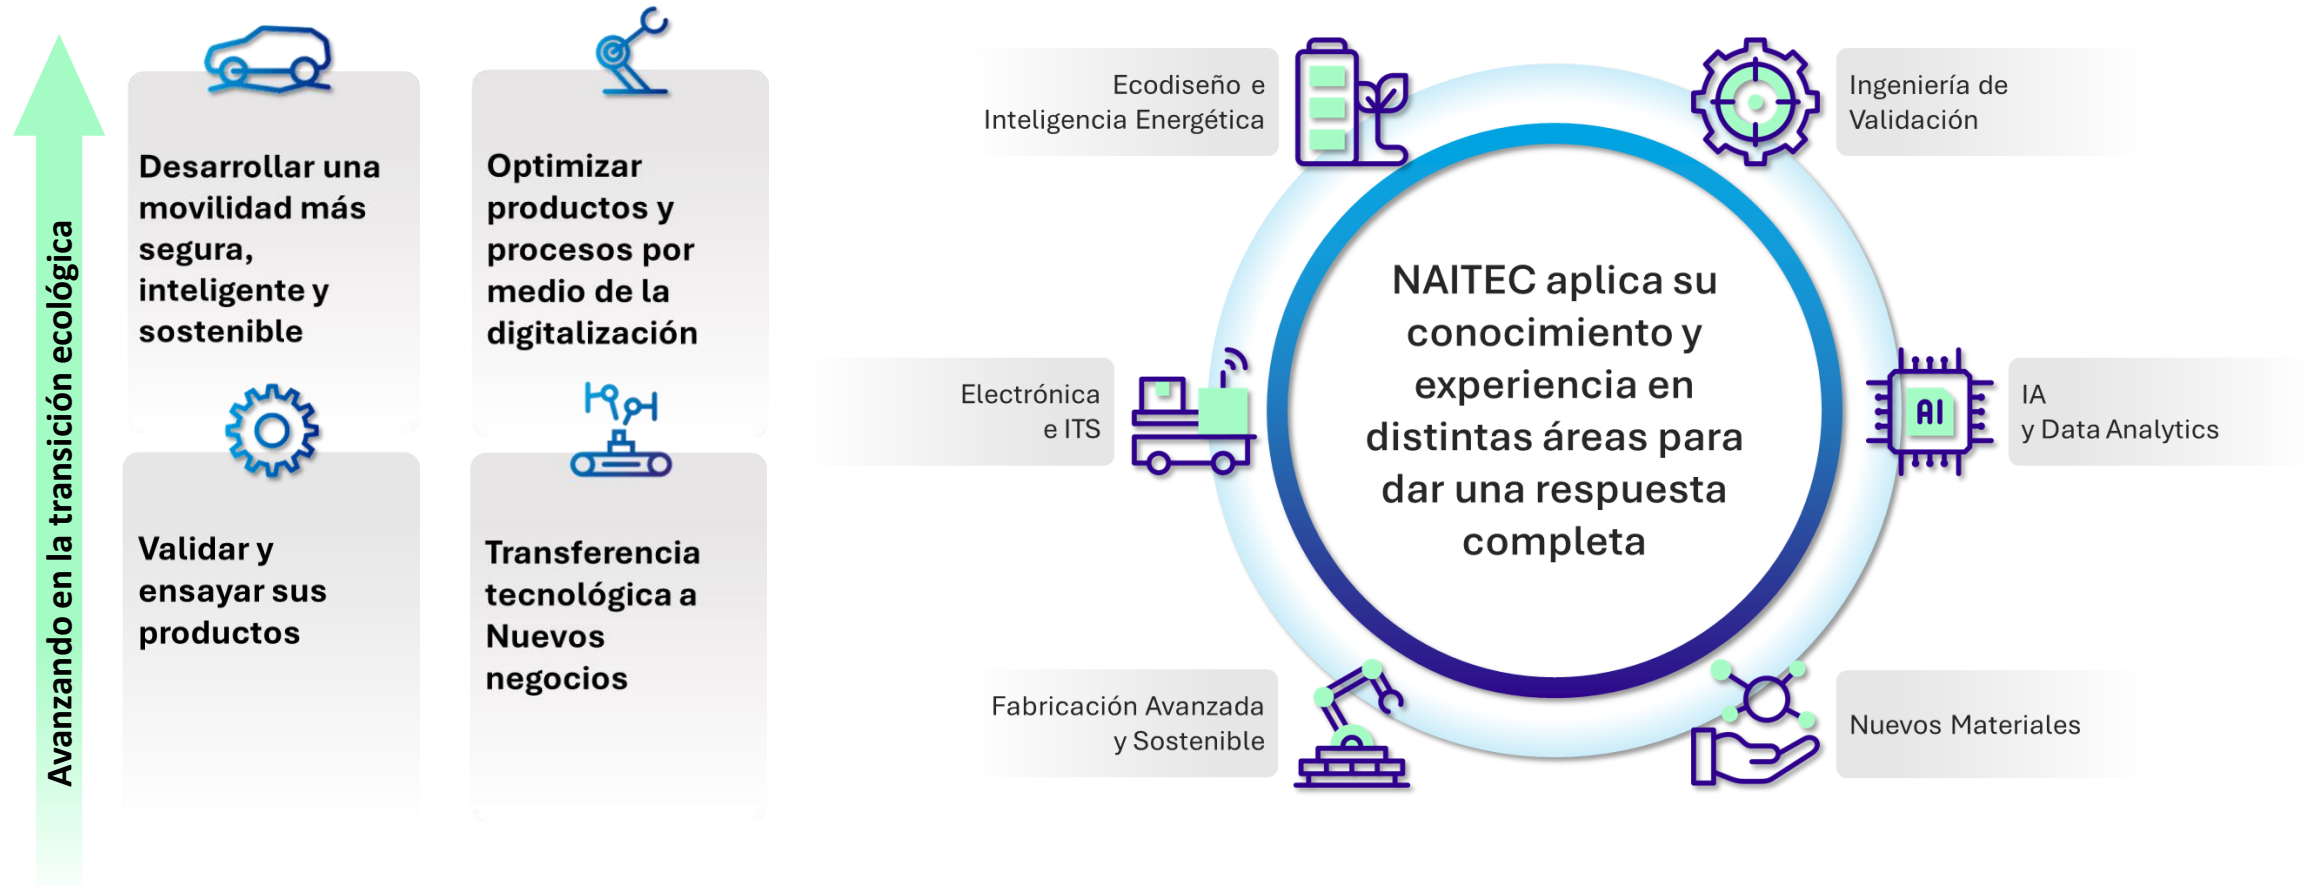 Avanzando en la transición ecológica
Desarrollar una
movilidad más
segura,
inteligente y
sostenible
Optimizar
productos y
procesos por
medio de la
digitalización
Validar y
ensayar sus
productos
Transferencia
tecnológica a
Nuevos
negocios
Ecodiseño e
Inteligencia Energética
Ingeniería de
Validación
Electrónica
e ITS
NAITEC aplica su
conocimiento y
experiencia en
distintas áreas para
dar una respuesta
completa
AI
IA
y Data Analytics
Fabricación Avanzada
y Sostenible
Nuevos Materiales